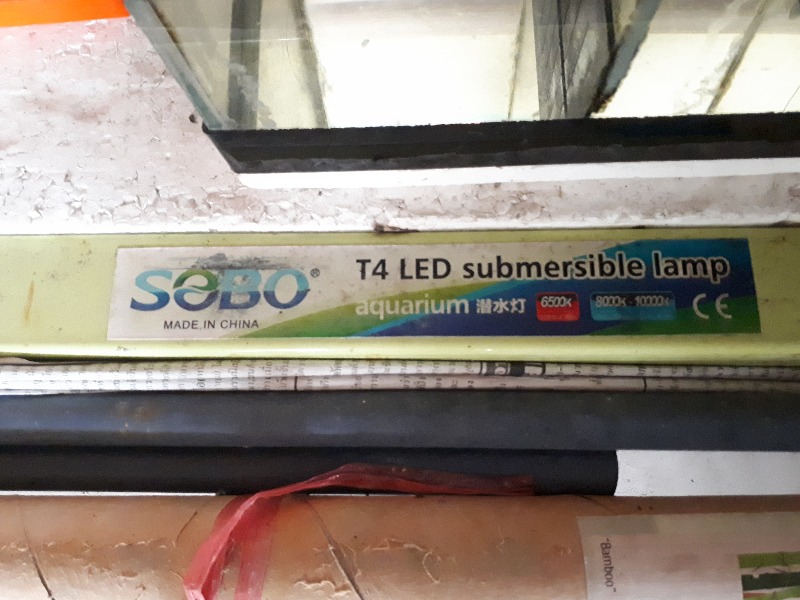 SOBO®
MADE IN CHINA
T4 LED submersible lamp
aquarium 潜水灯 6500K 8000K - 10000K CE
"Bamboo"